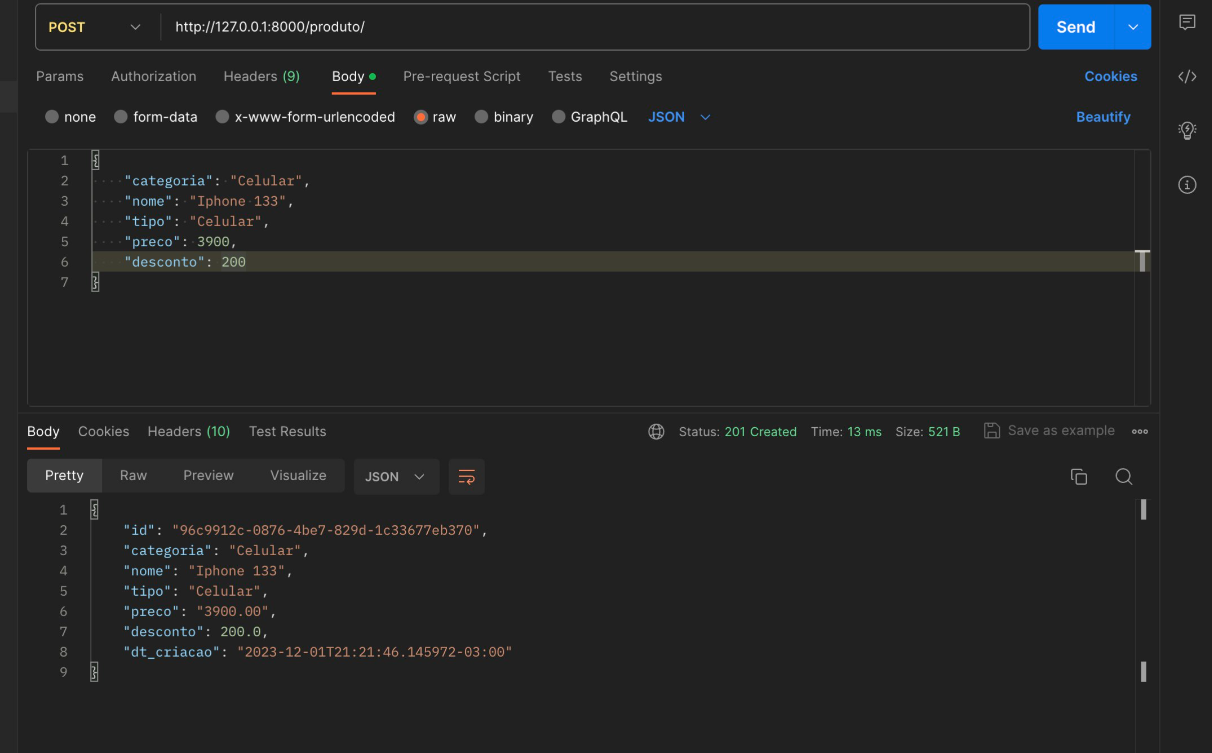 POST http://127.0.0.1:8000/produto/ Send
Params Authorization Headers (9) Body Pre-request Script Tests Settings Cookies
none form-data x-www-form-urlencoded raw binary GraphQL JSON Beautify
1 {
2 "categoria": "Celular",
3 "nome": "Iphone 133",
4 "tipo": "Celular",
5 "preco": 3900,
6 "desconto": 200
7 }
Body Cookies Headers (10) Test Results Status: 201 Created Time: 13 ms Size: 521 B Save as example
Pretty Raw Preview Visualize JSON
1 {
2 "id": "96c9912c-0876-4be7-829d-1c33677eb370",
3 "categoria": "Celular",
4 "nome": "Iphone 133",
5 "tipo": "Celular",
6 "preco": "3900.00",
7 "desconto": 200.0,
8 "dt_criacao": "2023-12-01T21:21:46.145972-03:00"
9 }